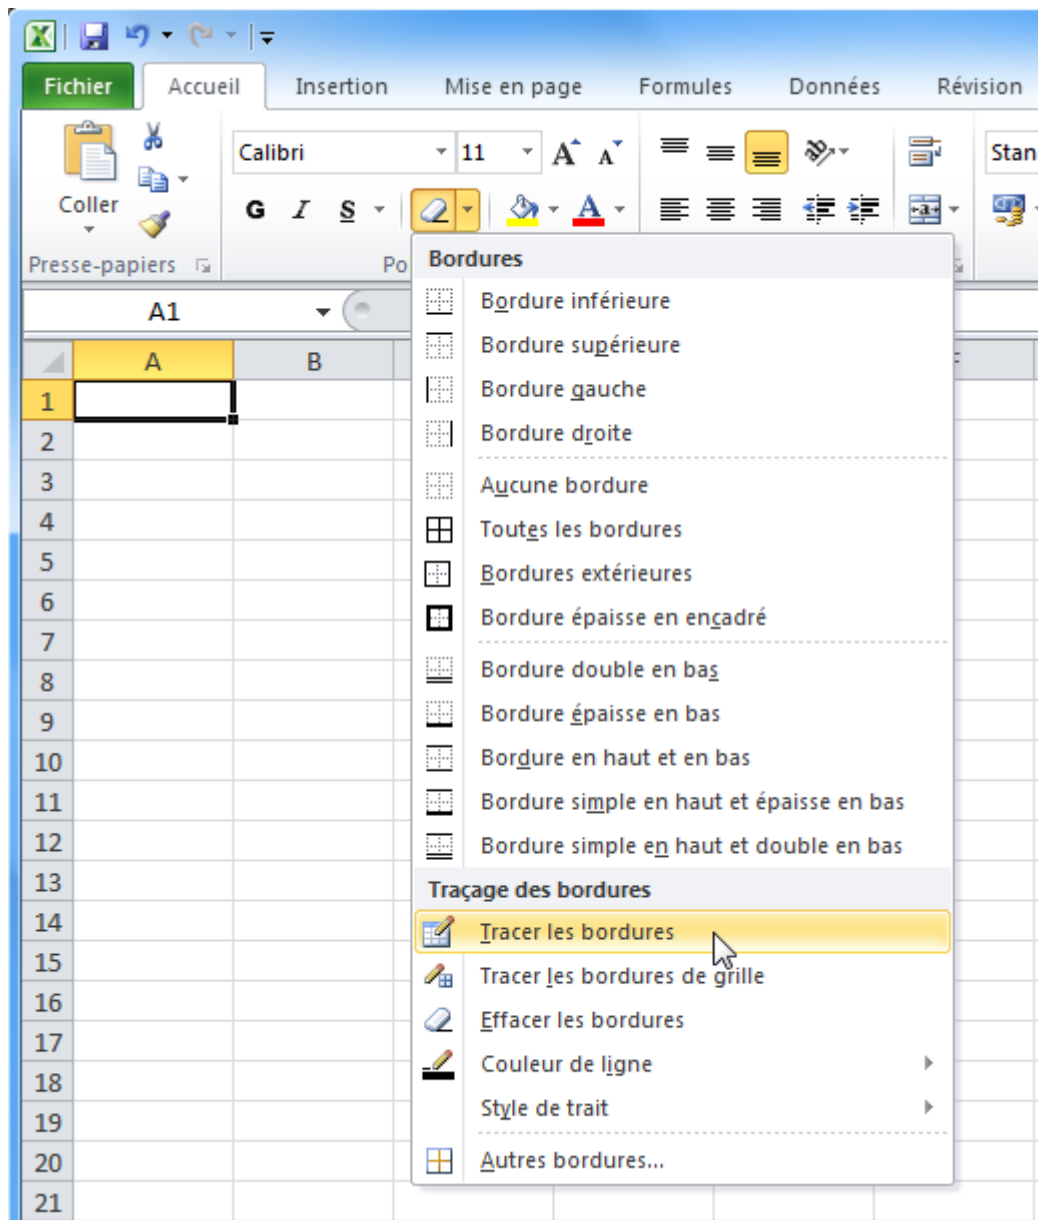 Fichier Accueil Insertion Mise en page Formules Données Révision
Calibri 11 A A Stan
Coller G I S A a
Presse-papiers Po
A1
A B F
Bordures
Bordure inférieure
Bordure supérieure
Bordure gauche
Bordure droite
Aucune bordure
Toutes les bordures
Bordures extérieures
Bordure épaisse en encadré
Bordure double en bas
Bordure épaisse en bas
Bordure en haut et en bas
Bordure simple en haut et épaisse en bas
Bordure simple en haut et double en bas
Traçage des bordures
Tracer les bordures
Tracer les bordures de grille
Effacer les bordures
Couleur de ligne
Style de trait
Autres bordures...
1
2
3
4
5
6
7
8
9
10
11
12
13
14
15
16
17
18
19
20
21